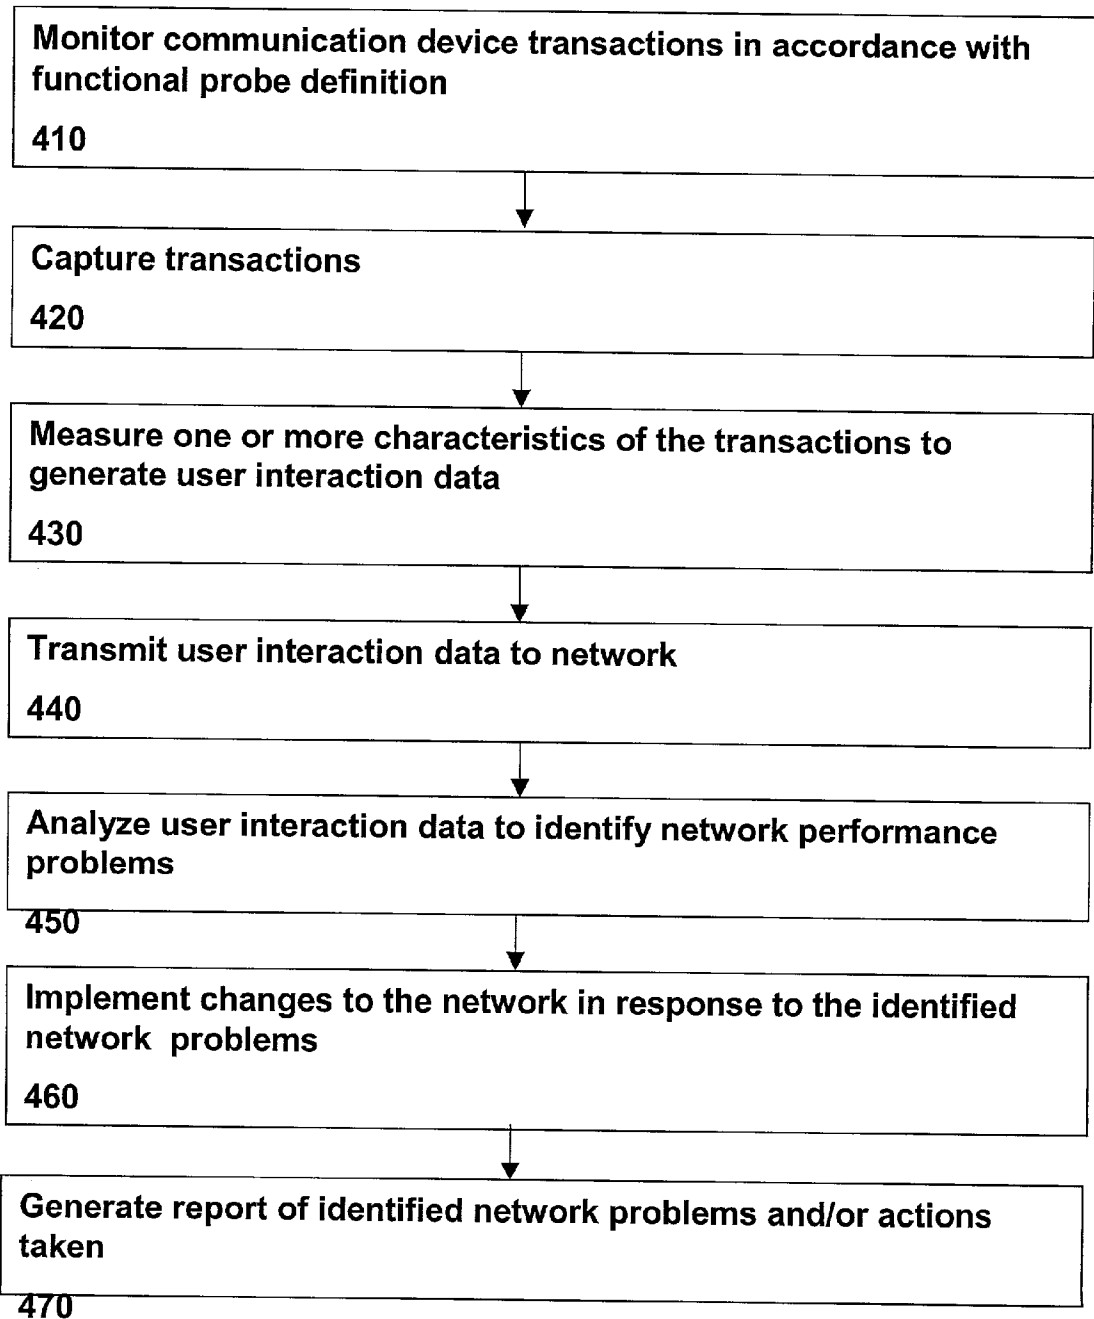 Monitor communication device transactions in accordance with
functional probe definition
410
Capture transactions
420
Measure one or more characteristics of the transactions to
generate user interaction data
430
Transmit user interaction data to network
440
Analyze user interaction data to identify network performance
problems
450
Implement changes to the network in response to the identified
network problems
460
Generate report of identified network problems and/or actions
taken
470